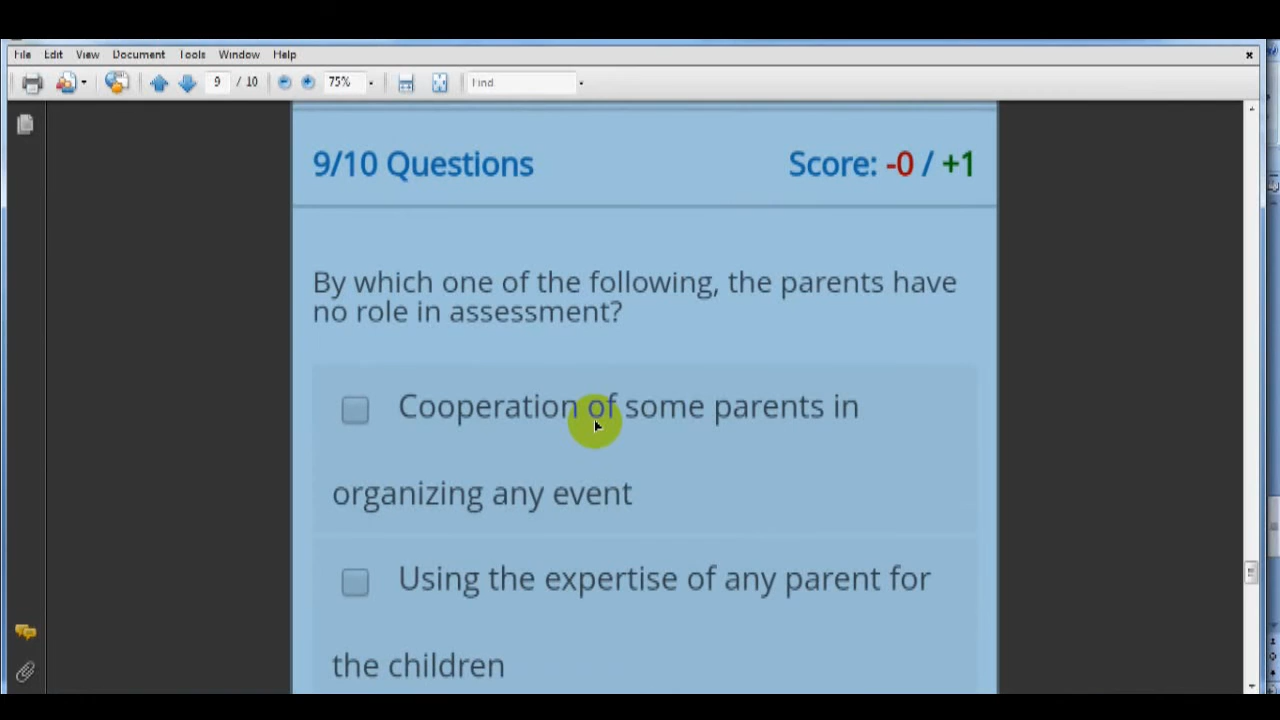 File Edit View Document Tools Window Help
9 / 10 75% Find
9/10 Questions Score: -0 / +1
By which one of the following, the parents have
no role in assessment?
Cooperation of some parents in
organizing any event
Using the expertise of any parent for
the children